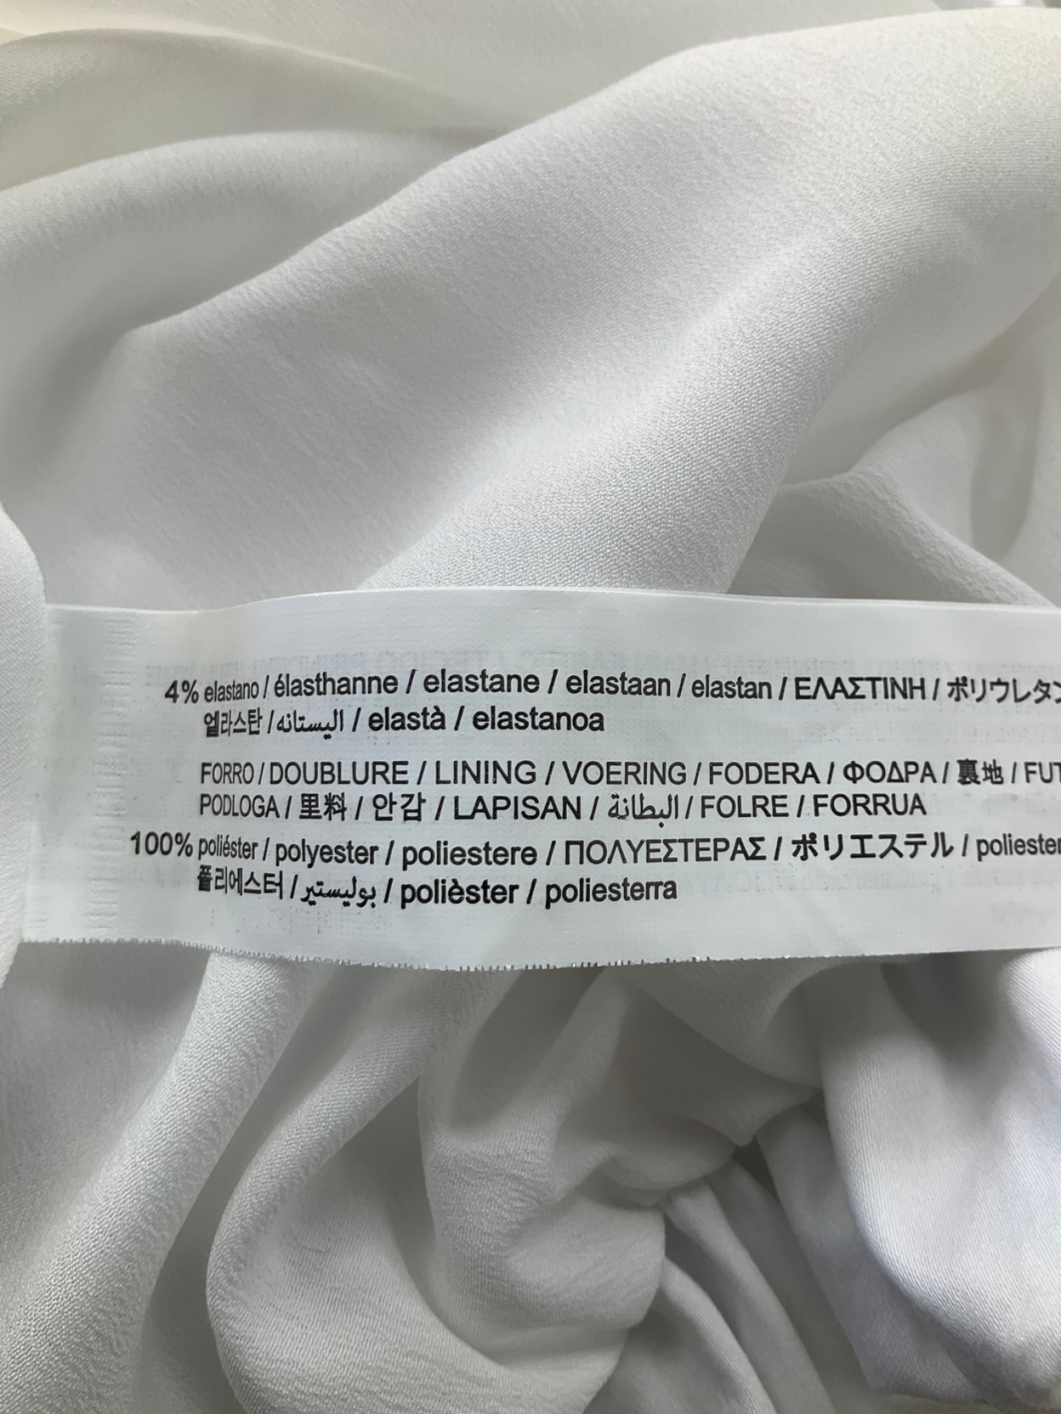 4% elastano / élasthanne / elastane / elastaan / elastan / ΕΛΑΣΤΙΝΗ / ポリウレタン
엘라스탄 / اليستانه / elastà / elastanoa
FORRO / DOUBLURE / LINING / VOERING / FODERA / ΦΟΔΡΑ / 裏地 / FUT
PODLOGA / 里料 / 안감 / LAPISAN / البطانة / FOLRE / FORRUA
100% poliéster / polyester / poliestere / ΠΟΛΥΕΣΤΕΡΑΣ / ポリエステル / poliester
폴리에스터 / بوليستير / polièster / poliesterra